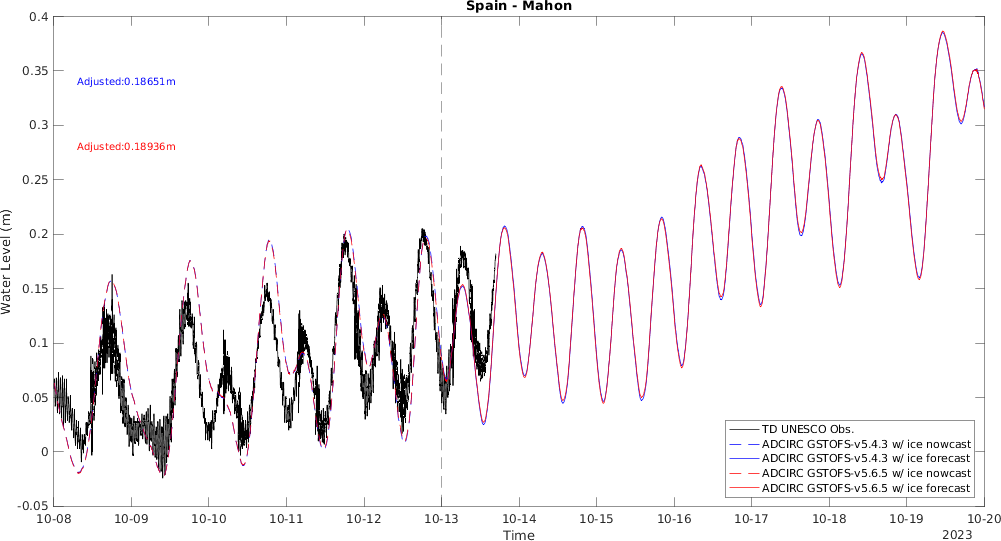 Spain - Mahon
0.4
0.35
0.3
0.25
0.2
0.15
0.1
0.05
0
-0.05
Water Level (m)
Adjusted:0.18651m
Adjusted:0.18936m
TD UNESCO Obs.
ADCIRC GSTOFS-v5.4.3 w/ ice nowcast
ADCIRC GSTOFS-v5.4.3 w/ ice forecast
ADCIRC GSTOFS-v5.6.5 w/ ice nowcast
ADCIRC GSTOFS-v5.6.5 w/ ice forecast
10-08 10-09 10-10 10-11 10-12 10-13 10-14 10-15 10-16 10-17 10-18 10-19 10-20
Time
2023